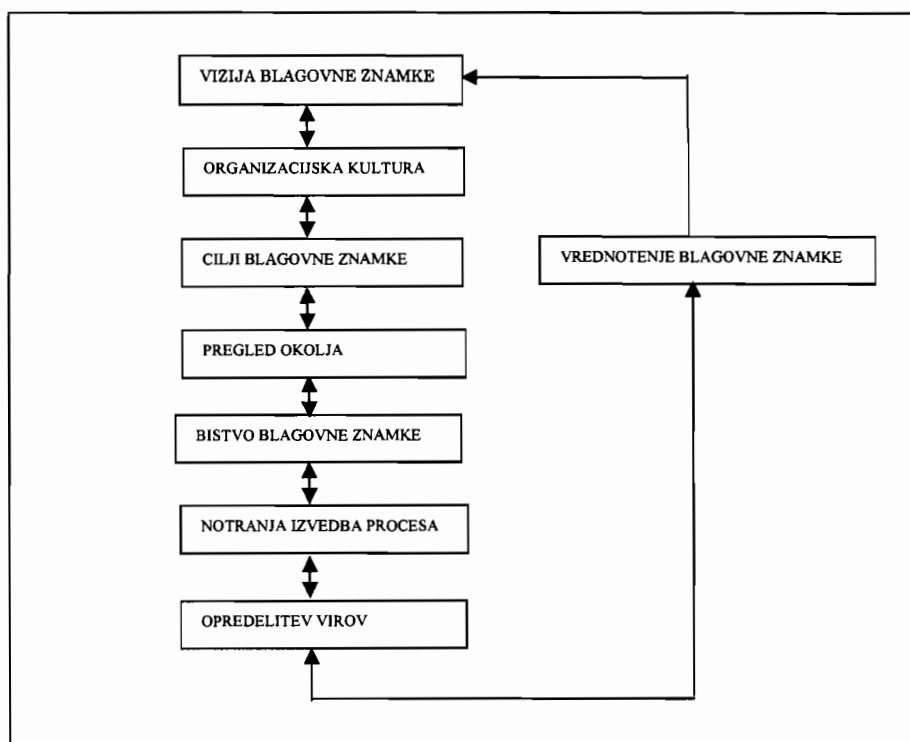 VIZIJA BLAGOVNE ZNAMKE
ORGANIZACIJSKA KULTURA
CILJI BLAGOVNE ZNAMKE
VREDNOTENJE BLAGOVNE ZNAMKE
PREGLED OKOLJA
BISTVO BLAGOVNE ZNAMKE
NOTRANJA IZVEDBA PROCESA
OPREDELITEV VIROV